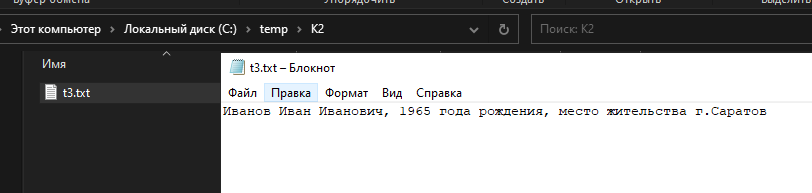 Буфер обмена Упорядочить Создать Открыть Выделить
Этот компьютер Локальный диск (C:) temp K2 Поиск: K2
Имя
t3.txt
t3.txt – Блокнот
Файл Правка Формат Вид Справка
Иванов Иван Иванович, 1965 года рождения, место жительства г.Саратов